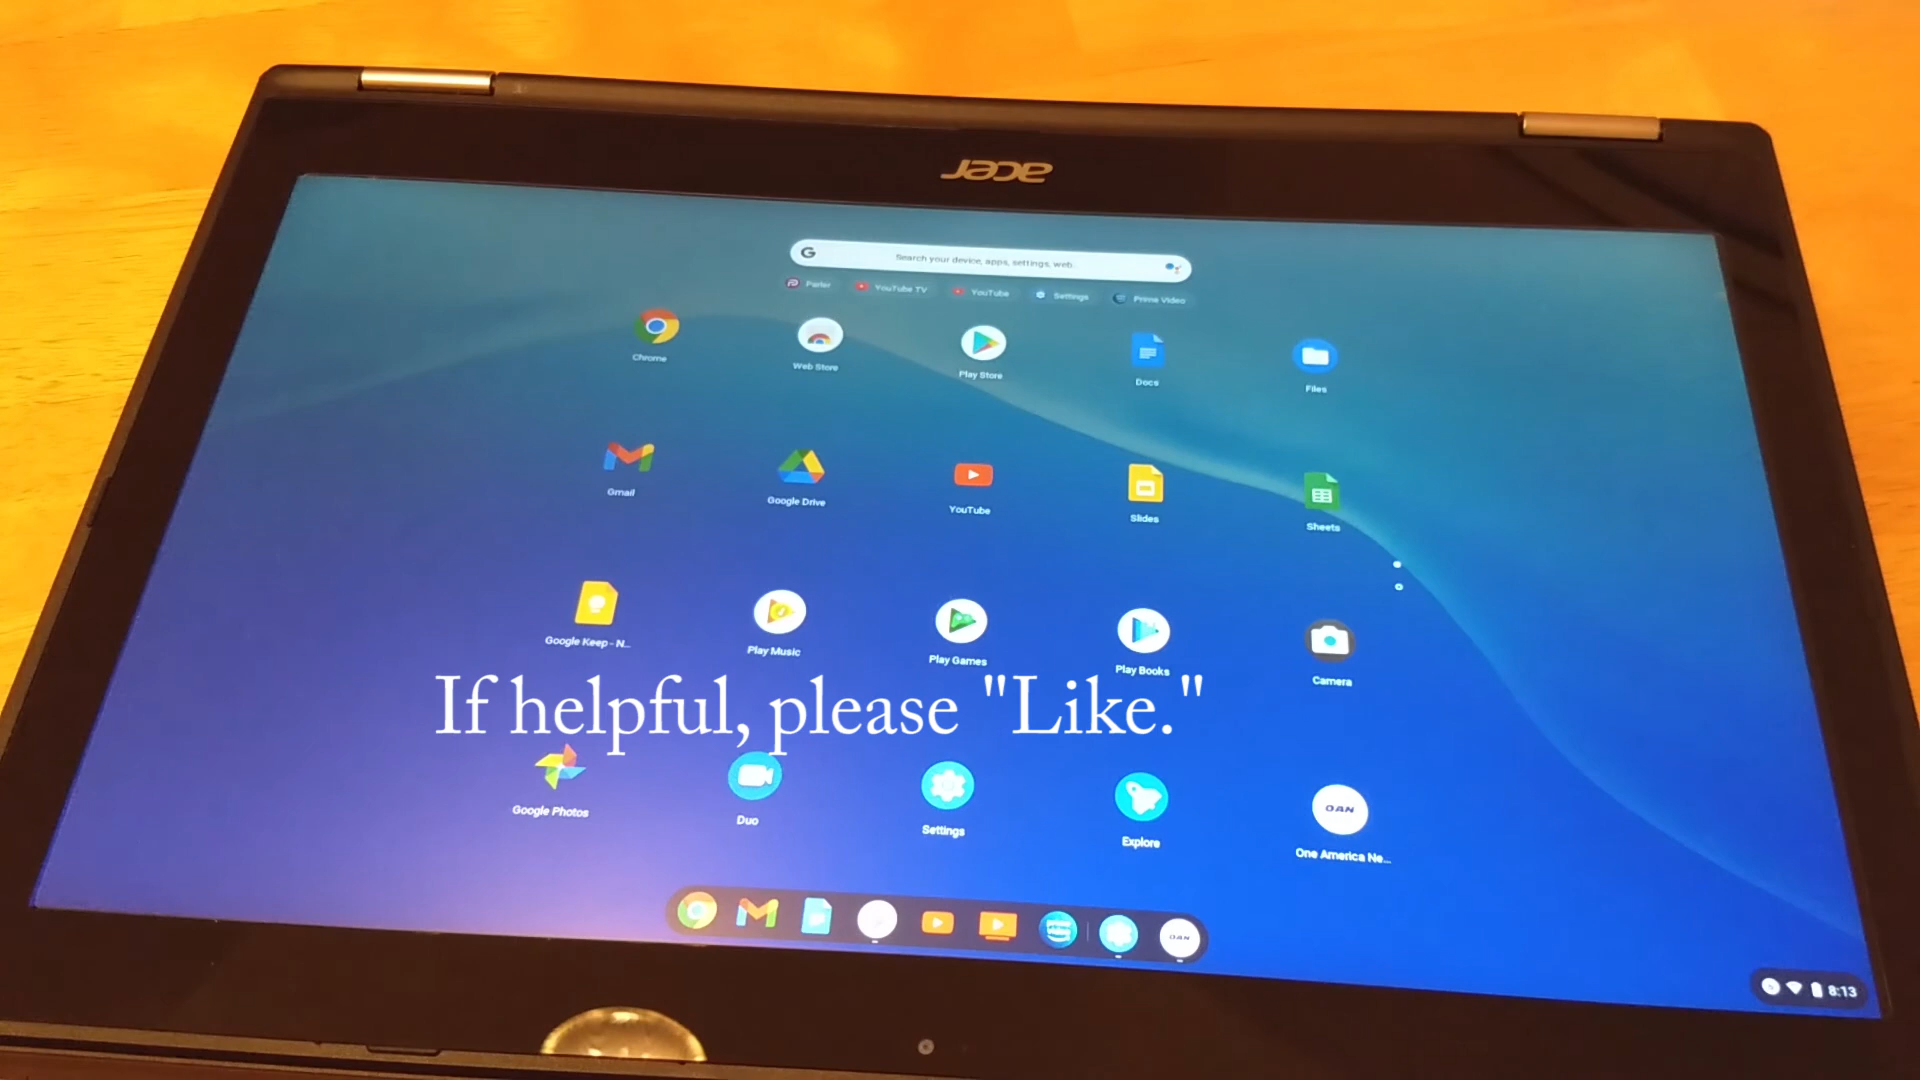 acer
Search your device, apps, settings, web.
Parler YouTube TV YouTube Settings Prime Video
Chrome Web Store Play Store Docs Files
Gmail Google Drive YouTube Slides Sheets
Google Keep - N... Play Music Play Games Play Books Camera
If helpful, please "Like."
Google Photos Duo Settings Explore One America Ne...
OAN
OAN
8:13